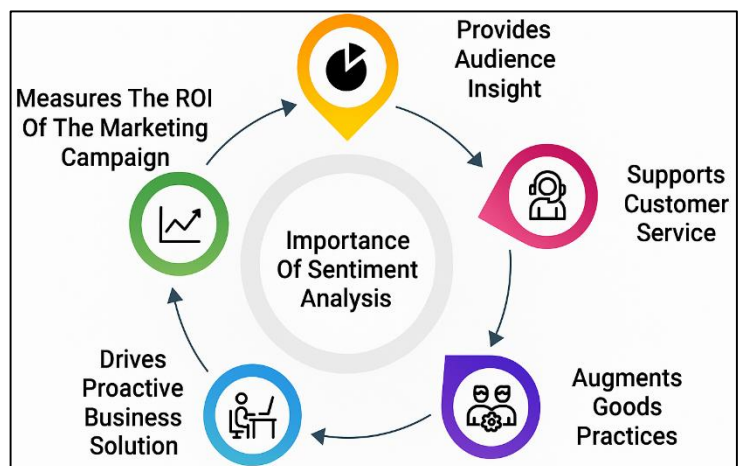 Provides
Audience
Insight
Supports
Customer
Service
Augments
Goods
Practices
Drives
Proactive
Business
Solution
Measures The ROI
Of The Marketing
Campaign
Importance
Of Sentiment
Analysis